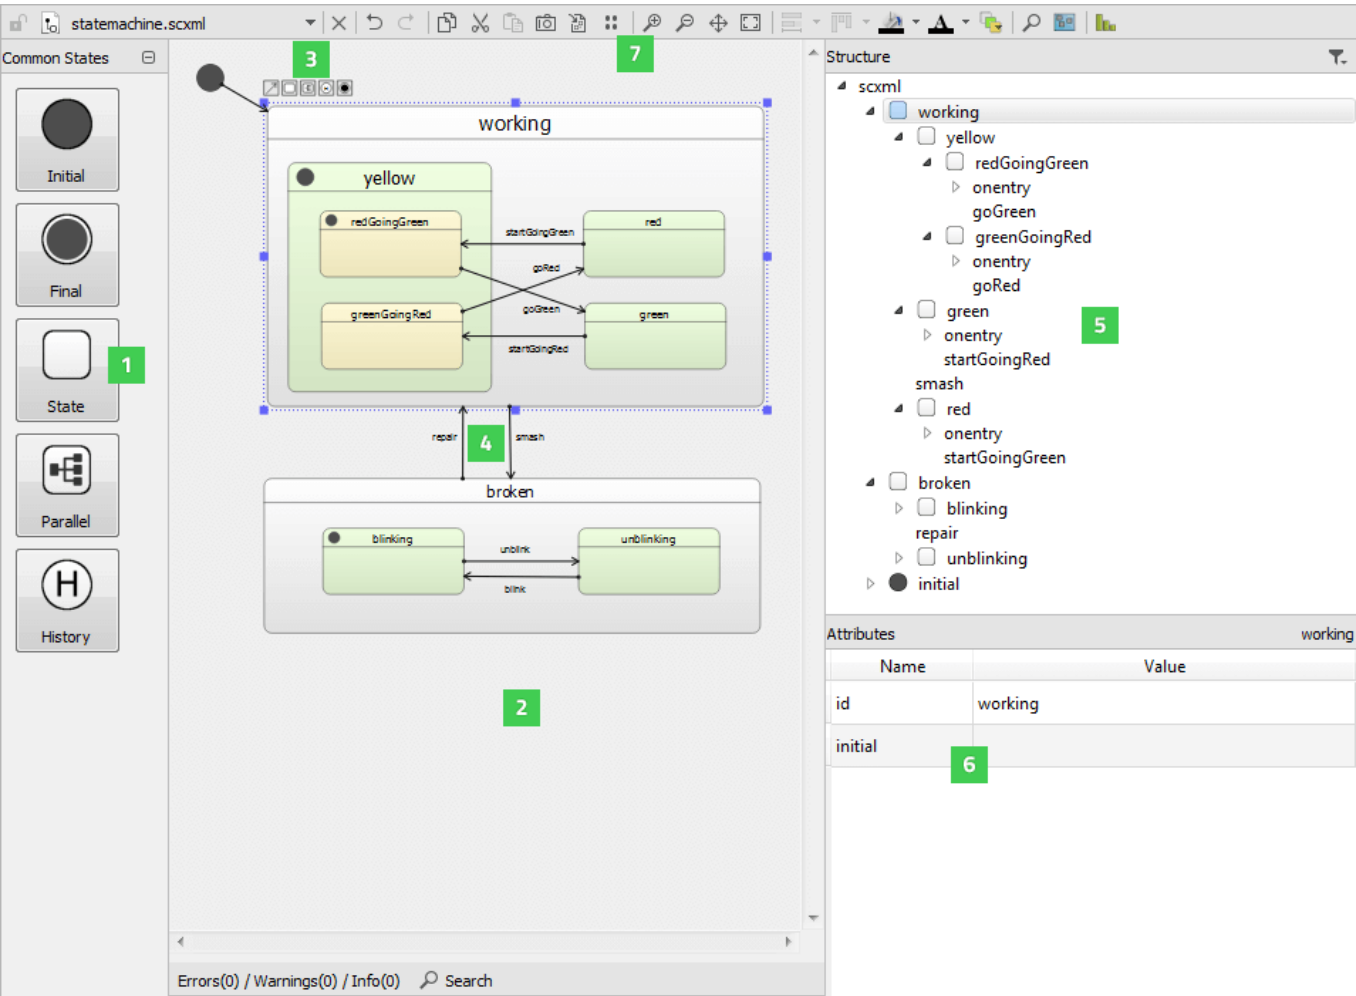 statemachine.scxml
Common States
Initial
Final
State
1
Parallel
H
History
3
7
working
yellow
redGoingGreen
startGoingGreen
red
goRed
goGreen
greenGoingRed
green
startGoingRed
repair
4
smash
broken
blinking
unblink
unblinking
blink
2
Errors(0) / Warnings(0) / Info(0)
Search
A
Structure
scxml
working
yellow
redGoingGreen
onentry
goGreen
greenGoingRed
onentry
goRed
green
5
onentry
startGoingRed
smash
red
onentry
startGoingGreen
broken
blinking
repair
unblinking
initial
Attributes working
Name Value
id working
initial
6